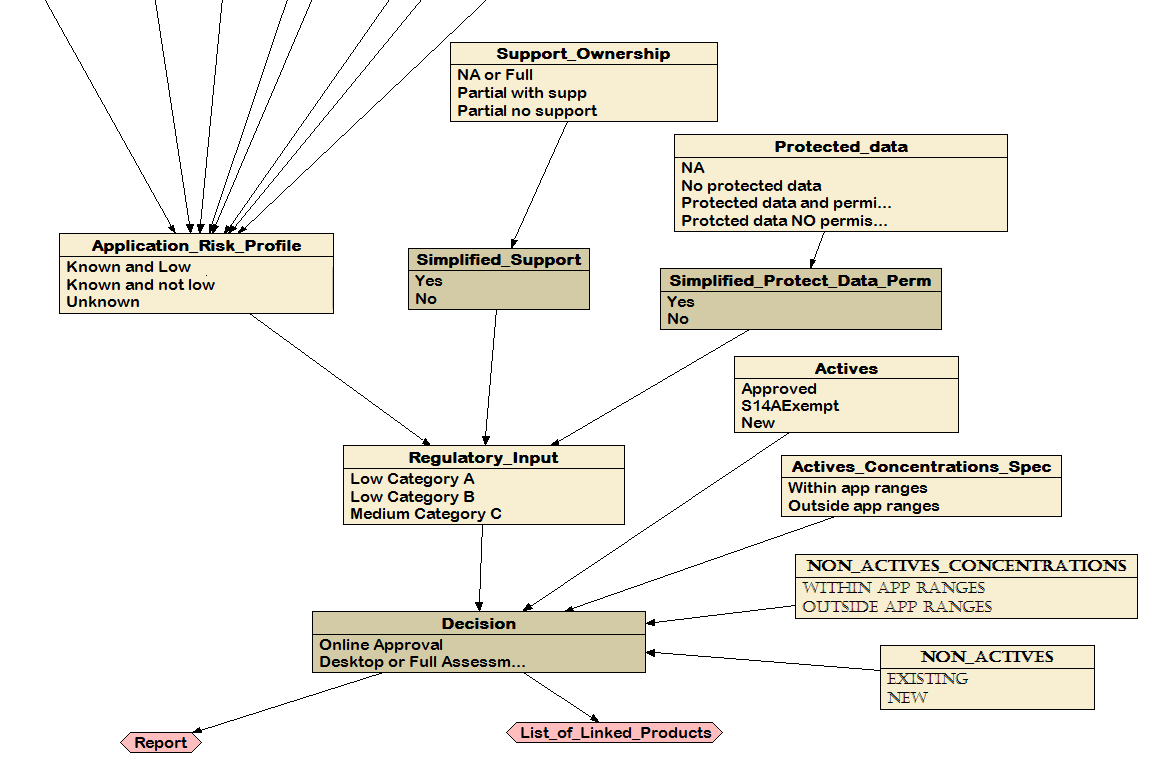 Support_Ownership
NA or Full
Partial with supp
Partial no support
Protected_data
NA
No protected data
Protected data and permi...
Protcted data NO permis...
Application_Risk_Profile
Known and Low
Known and not low
Unknown
Simplified_Support
Yes
No
Simplified_Protect_Data_Perm
Yes
No
Actives
Approved
S14AExempt
New
Regulatory_Input
Low Category A
Low Category B
Medium Category C
Actives_Concentrations_Spec
Within app ranges
Outside app ranges
NON_ACTIVES_CONCENTRATIONS
WITHIN APP RANGES
OUTSIDE APP RANGES
Decision
Online Approval
Desktop or Full Assessm...
NON_ACTIVES
EXISTING
NEW
Report
List_of_Linked_Products